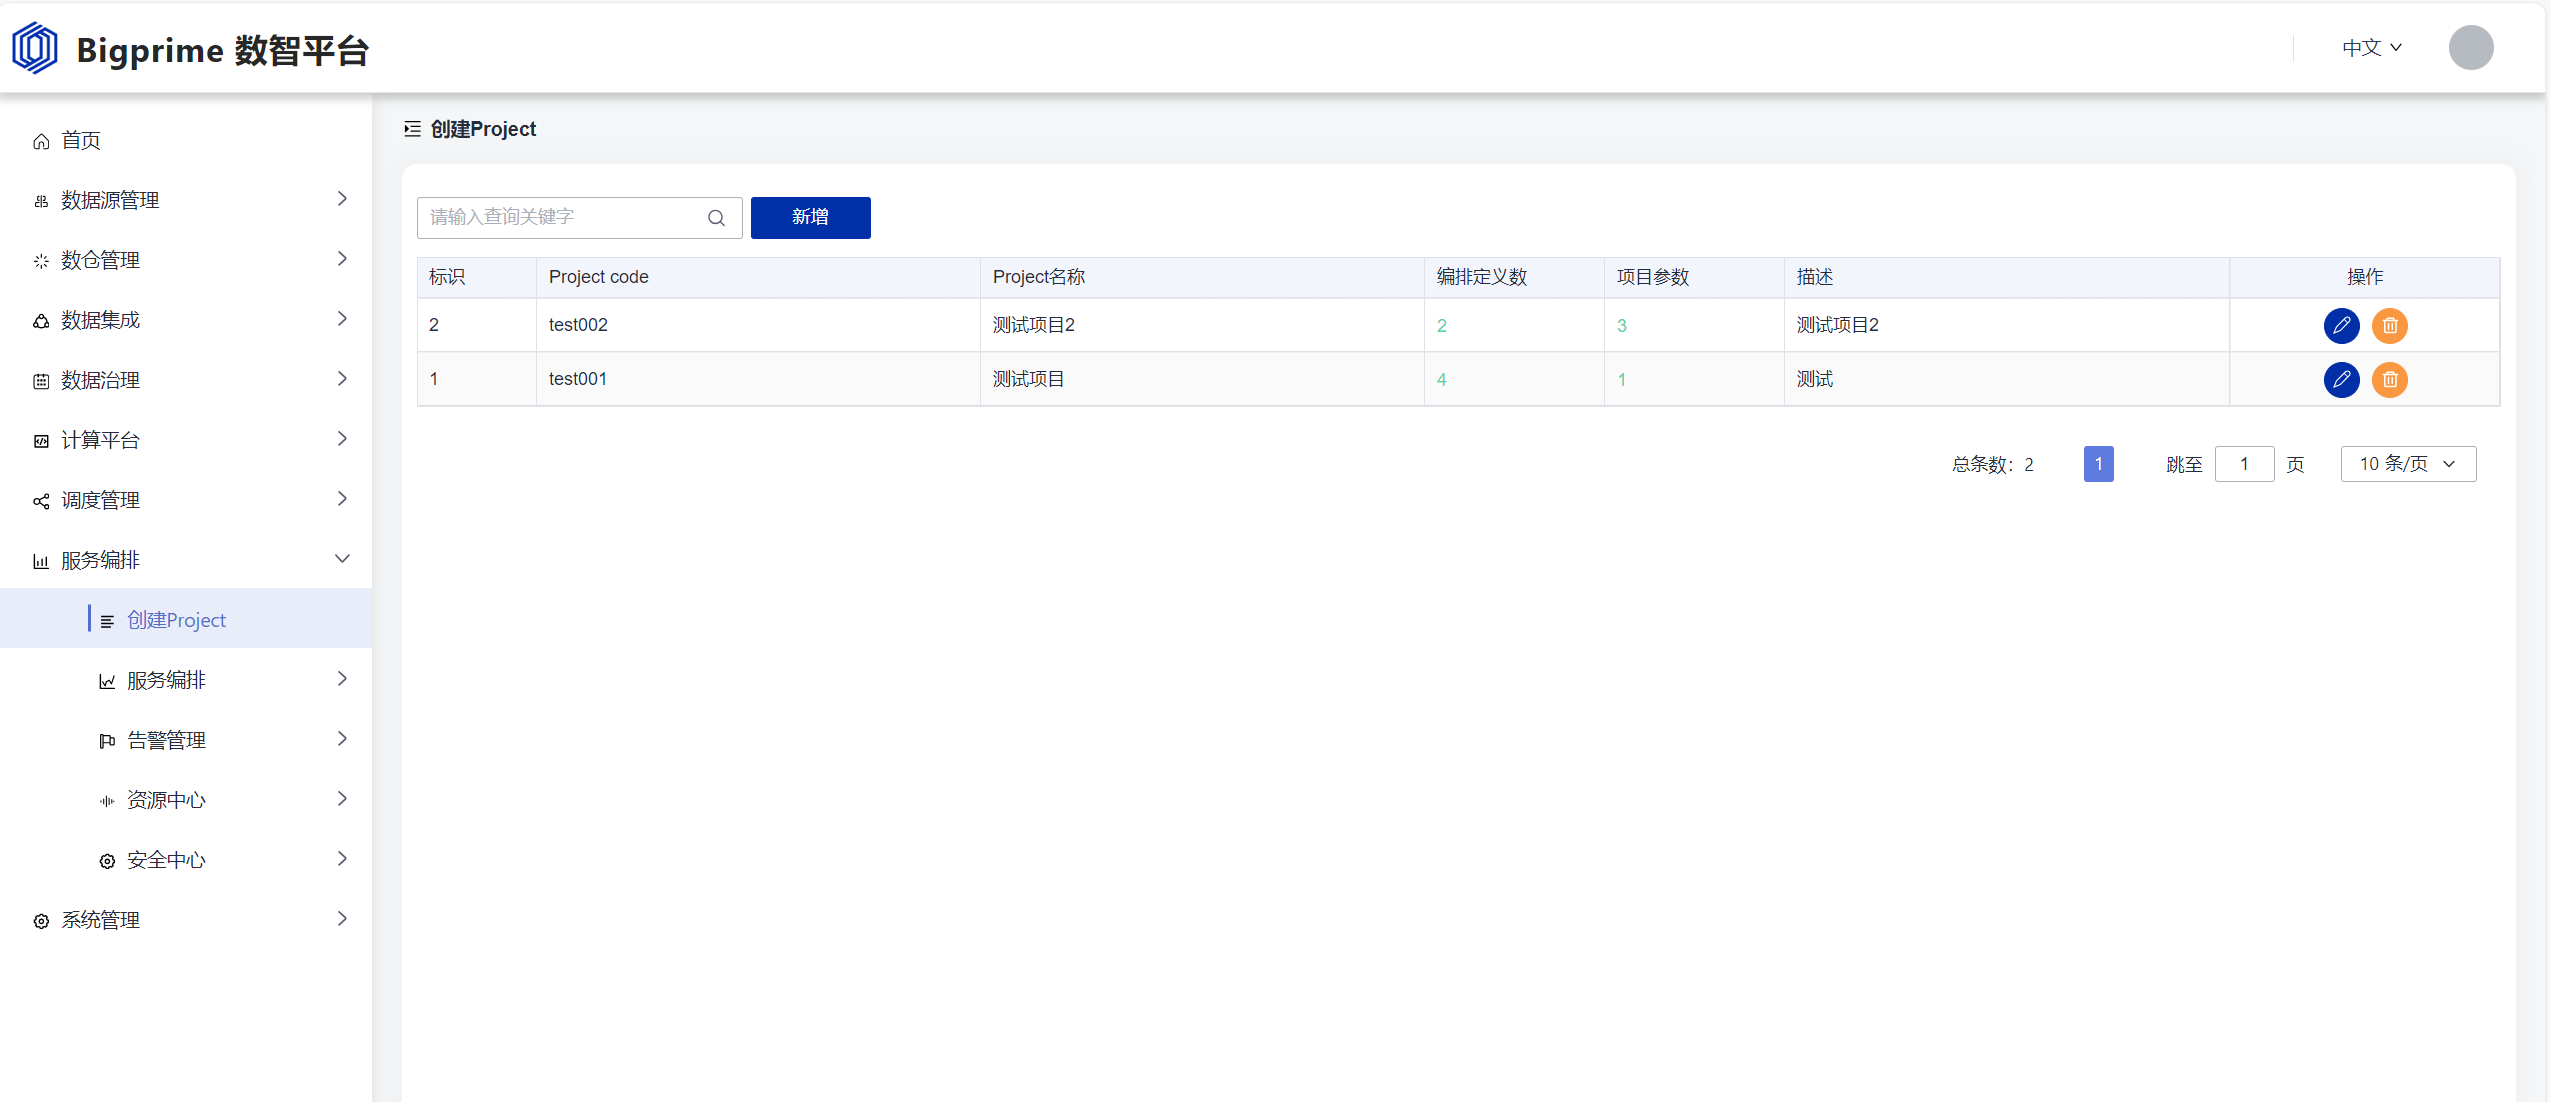 Bigprime 数智平台
中文
首页
数据源管理
数仓管理
数据集成
数据治理
计算平台
调度管理
服务编排
创建Project
服务编排
告警管理
资源中心
安全中心
系统管理
创建Project
请输入查询关键字 新增
标识 Project code Project名称 编排定义数 项目参数 描述 操作
2 test002 测试项目2 2 3 测试项目2
1 test001 测试项目 4 1 测试
总条数：2 1 跳至 1 页 10 条/页